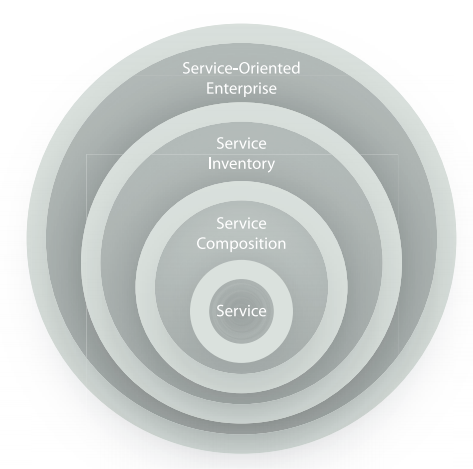 Service-Oriented
Enterprise
Service
Inventory
Service
Composition
Service